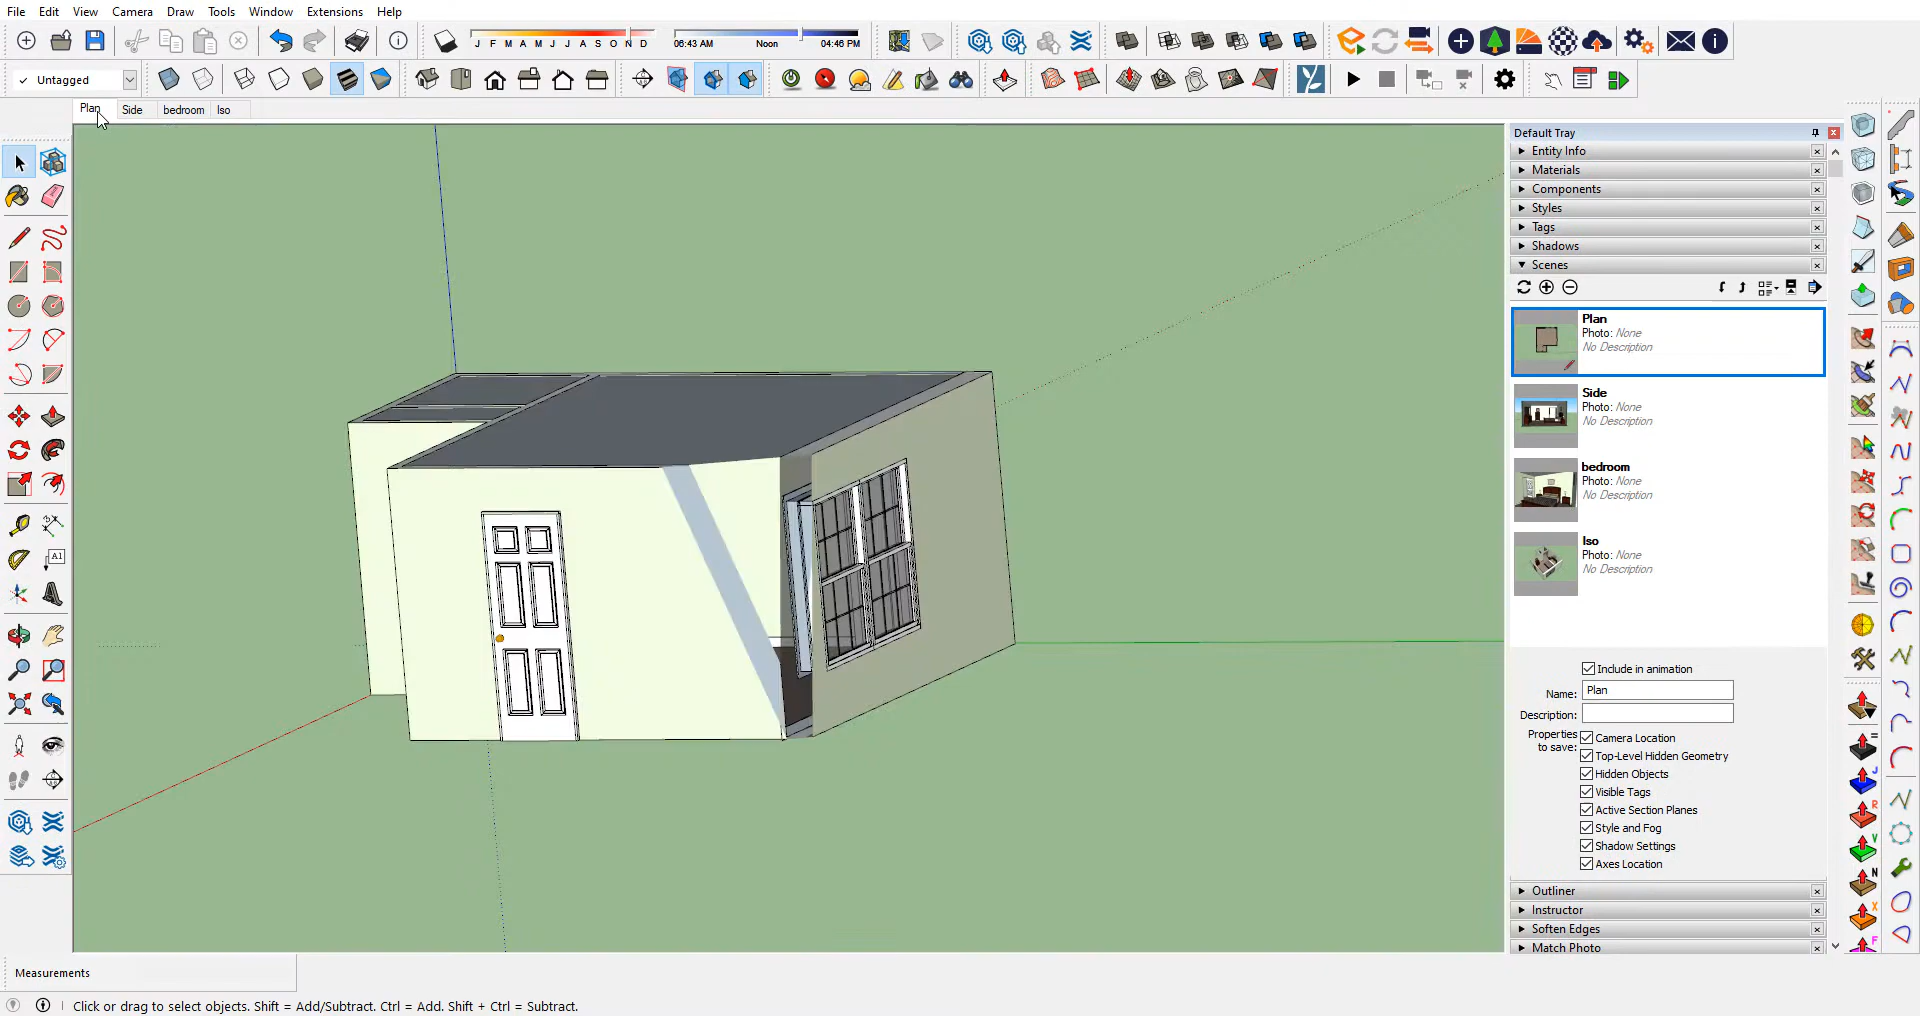 File Edit View Camera Draw Tools Window Extensions Help
J F M A M J J A S O N D 06:43 AM Noon 04:46 PM
✓ Untagged
Plan Side bedroom Iso
Default Tray
Entity Info
Materials
Components
Styles
Tags
Shadows
Scenes
Plan
Photo: None
No Description
Side
Photo: None
No Description
bedroom
Photo: None
No Description
Iso
Photo: None
No Description
Include in animation
Name: Plan
Description:
Properties to save:
Camera Location
Top-Level Hidden Geometry
Hidden Objects
Visible Tags
Active Section Planes
Style and Fog
Shadow Settings
Axes Location
Outliner
Instructor
Soften Edges
Match Photo
A1
J
R
V
N
X
F
Measurements
Click or drag to select objects. Shift = Add/Subtract. Ctrl = Add. Shift + Ctrl = Subtract.